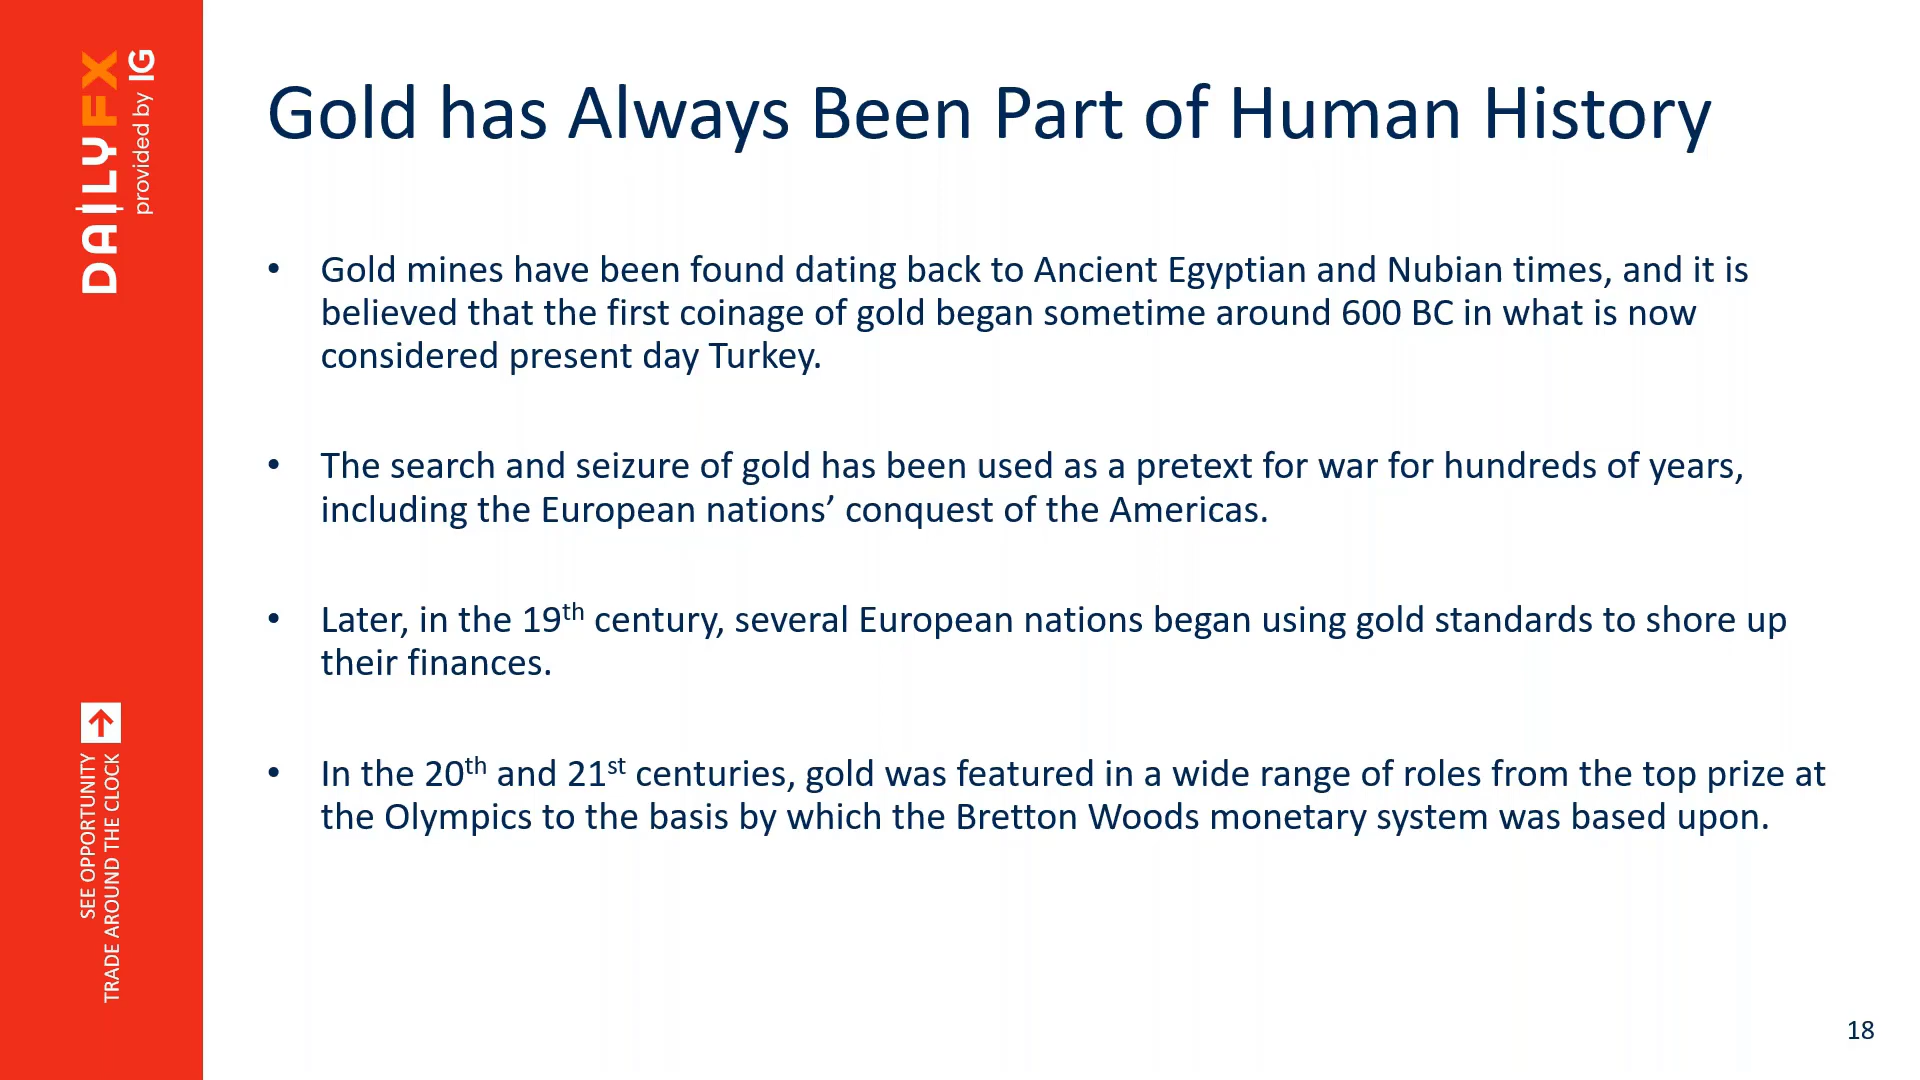 DAILYFX
provided by IG
Gold has Always Been Part of Human History
• Gold mines have been found dating back to Ancient Egyptian and Nubian times, and it is
believed that the first coinage of gold began sometime around 600 BC in what is now
considered present day Turkey.
• The search and seizure of gold has been used as a pretext for war for hundreds of years,
including the European nations’ conquest of the Americas.
• Later, in the 19th century, several European nations began using gold standards to shore up
their finances.
• In the 20th and 21st centuries, gold was featured in a wide range of roles from the top prize at
the Olympics to the basis by which the Bretton Woods monetary system was based upon.
SEE OPPORTUNITY
TRADE AROUND THE CLOCK
18